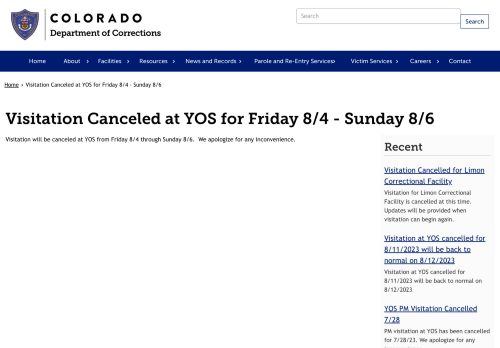 COLORADO
Department of Corrections
Search
Search
Home About Facilities Resources News and Records Parole and Re-Entry Services Victim Services Careers Contact
Home › Visitation Canceled at YOS for Friday 8/4 - Sunday 8/6
Visitation Canceled at YOS for Friday 8/4 - Sunday 8/6
Visitation will be canceled at YOS from Friday 8/4 through Sunday 8/6. We apologize for any inconvenience.
Recent
Visitation Cancelled for Limon
Correctional Facility
Visitation for Limon Correctional
Facility is cancelled at this time.
Updates will be provided when
visitation can begin again.
Visitation at YOS cancelled for
8/11/2023 will be back to
normal on 8/12/2023
Visitation at YOS cancelled for
8/11/2023 will be back to normal on
8/12/2023
YOS PM Visitation Cancelled
7/28
PM visitation at YOS has been cancelled
for 7/28/23. We apologize for any